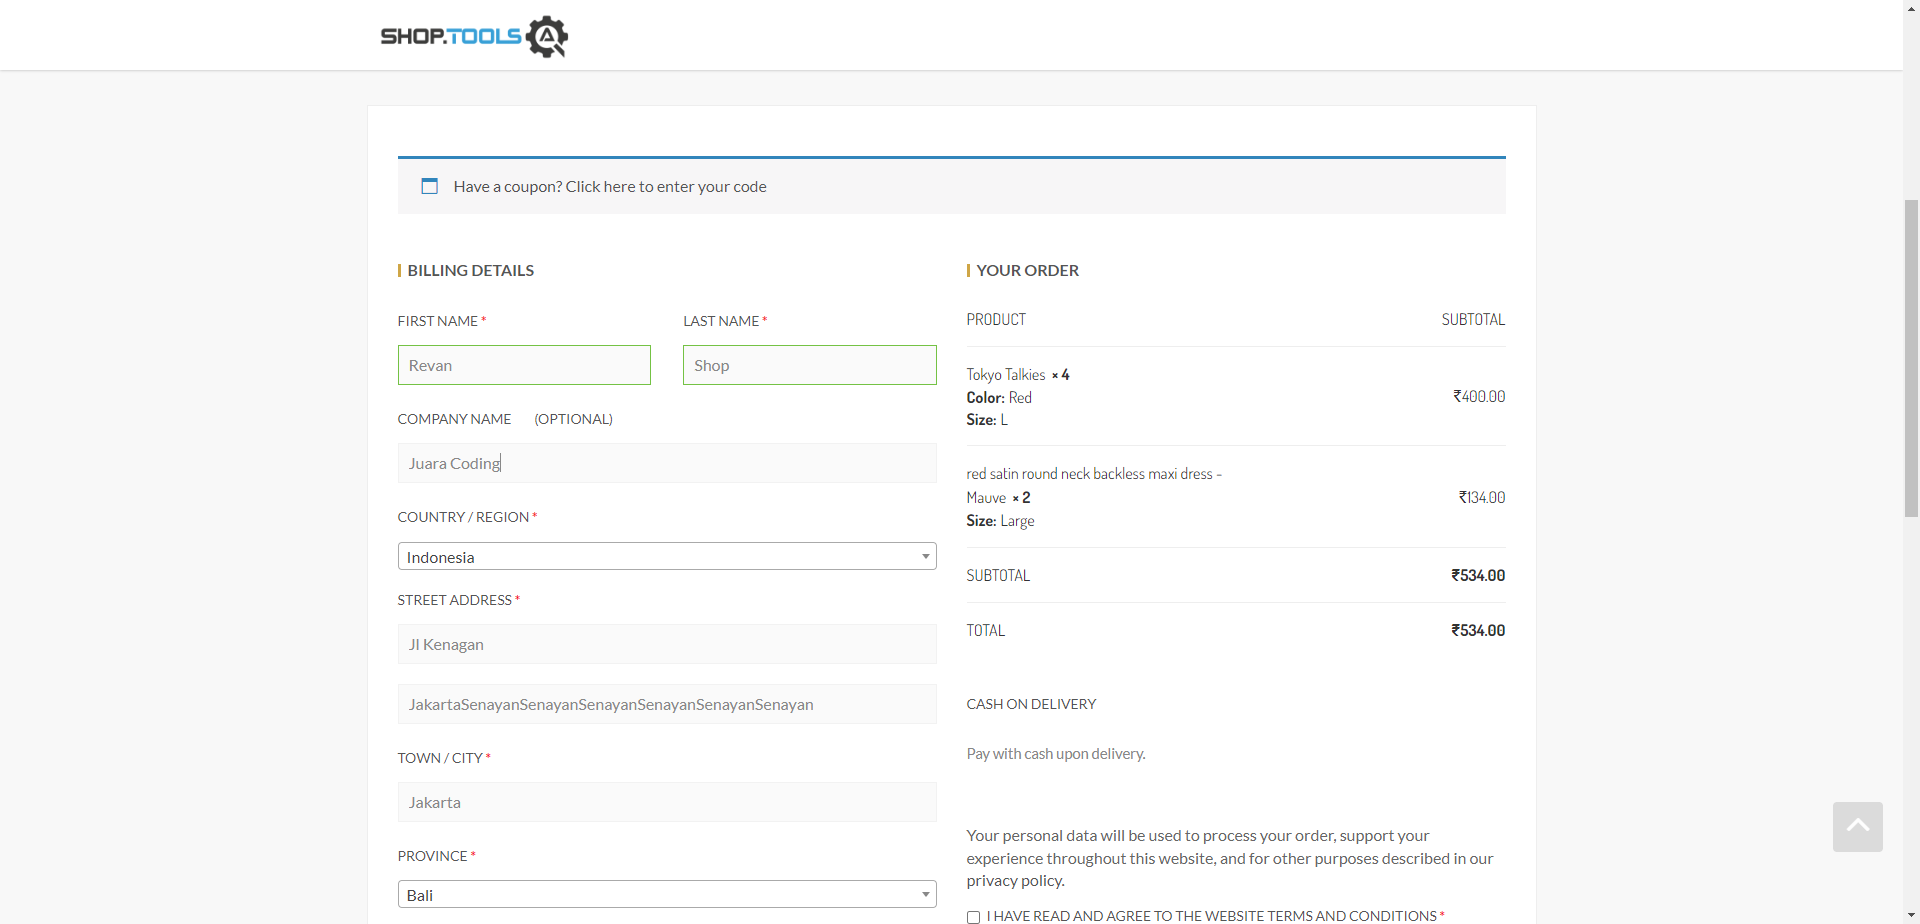 SHOP.TOOLS
Have a coupon? Click here to enter your code
BILLING DETAILS
FIRST NAME *
LAST NAME *
Revan
Shop
COMPANY NAME (OPTIONAL)
Juara Coding
COUNTRY / REGION *
Indonesia
STREET ADDRESS *
Jl Kenagan
JakartaSenayanSenayanSenayanSenayanSenayanSenayan
TOWN / CITY *
Jakarta
PROVINCE *
Bali
YOUR ORDER
PRODUCT SUBTOTAL
Tokyo Talkies × 4
Color: Red
₹400.00
Size: L
red satin round neck backless maxi dress -
Mauve × 2
₹134.00
Size: Large
SUBTOTAL ₹534.00
TOTAL ₹534.00
CASH ON DELIVERY
Pay with cash upon delivery.
Your personal data will be used to process your order, support your
experience throughout this website, and for other purposes described in our
privacy policy.
I HAVE READ AND AGREE TO THE WEBSITE TERMS AND CONDITIONS *